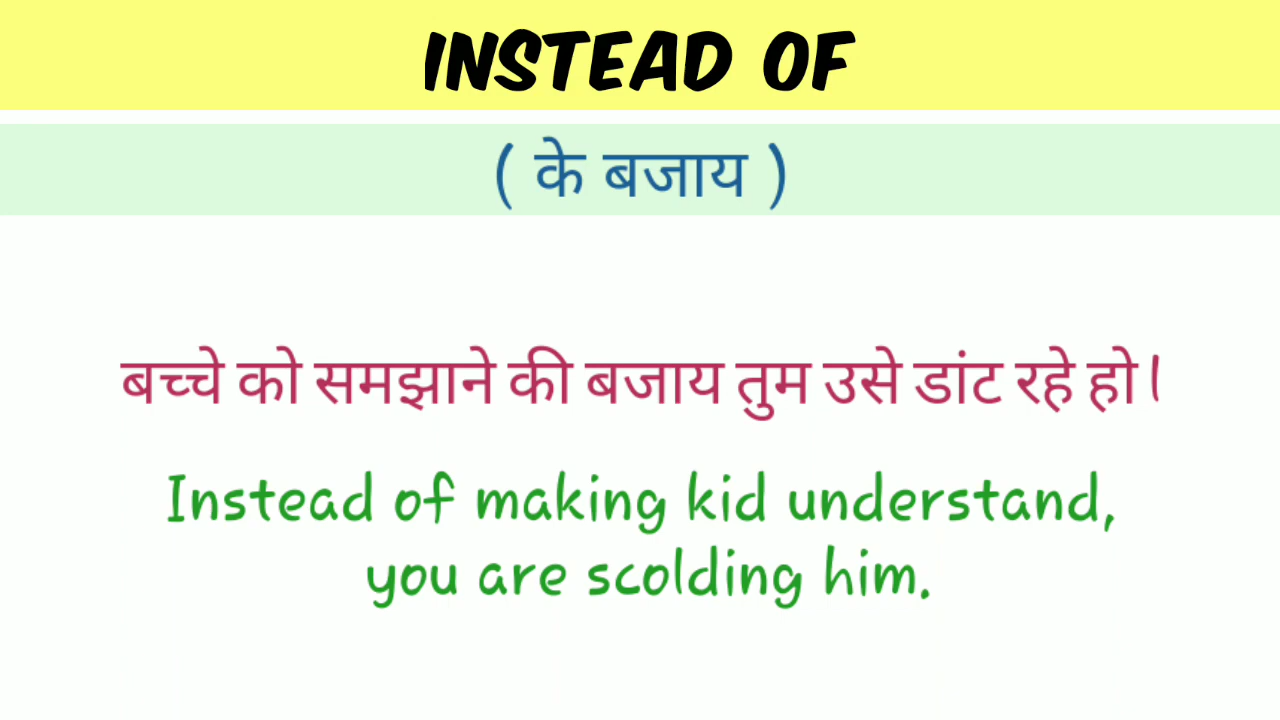 INSTEAD OF
( के बजाय )
बच्चे को समझाने की बजाय तुम उसे डांट रहे हो।
Instead of making kid understand,
you are scolding him.